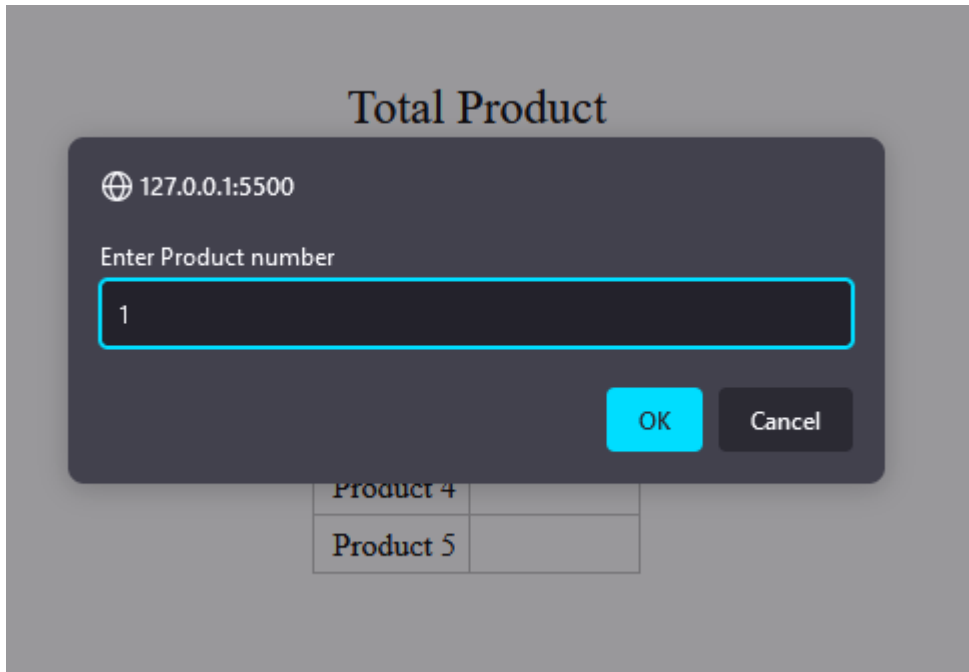 Total Product
127.0.0.1:5500
Enter Product number
1
OK Cancel
Product 4
Product 5